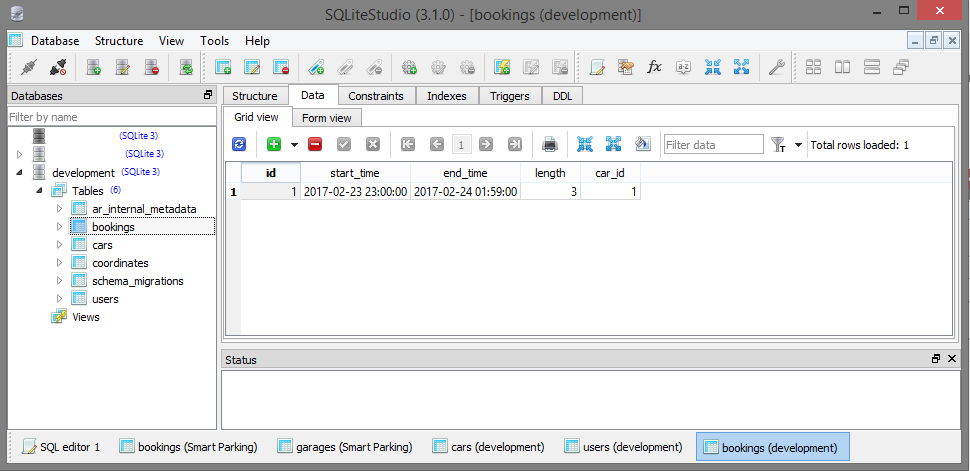 SQLiteStudio (3.1.0) - [bookings (development)]
Database Structure View Tools Help
fx a·z
Databases
Filter by name
(SQLite 3)
(SQLite 3)
development (SQLite 3)
Tables (6)
ar_internal_metadata
bookings
cars
coordinates
schema_migrations
users
Views
Structure Data Constraints Indexes Triggers DDL
Grid view Form view
1 Filter data Total rows loaded: 1
id start_time end_time length car_id
1 1 2017-02-23 23:00:00 2017-02-24 01:59:00 3 1
Status
SQL editor 1 bookings (Smart Parking) garages (Smart Parking) cars (development) users (development) bookings (development)